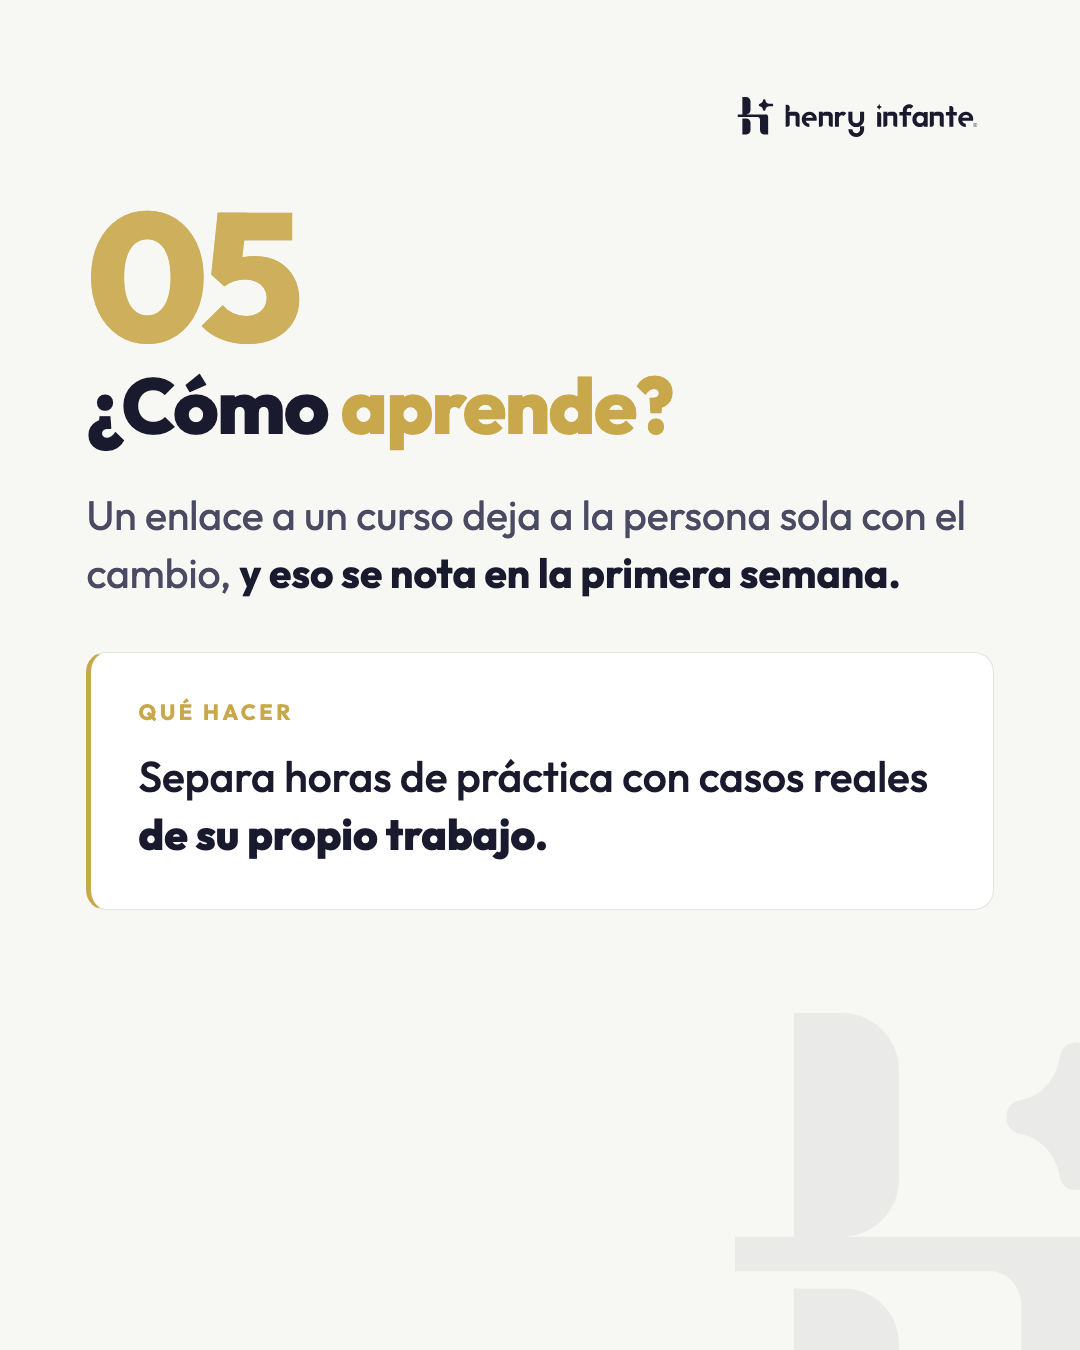 henry infante.
05
¿Cómo aprende?
Un enlace a un curso deja a la persona sola con el
cambio, y eso se nota en la primera semana.
QUÉ HACER
Separa horas de práctica con casos reales
de su propio trabajo.